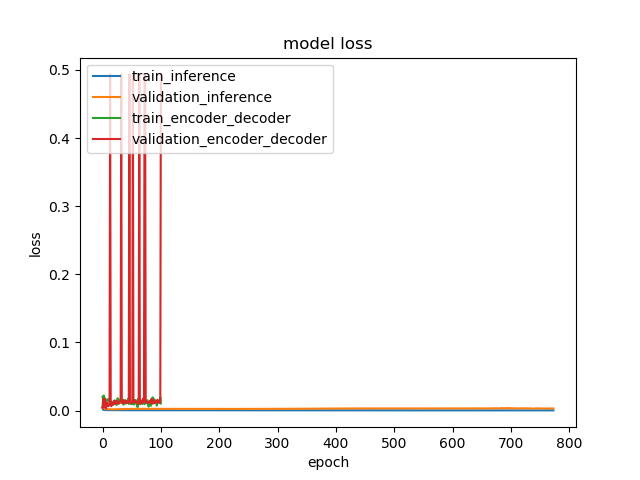 model loss
train_inference
validation_inference
train_encoder_decoder
validation_encoder_decoder
0.5
0.4
0.3
0.2
0.1
0.0
loss
0 100 200 300 400 500 600 700 800
epoch